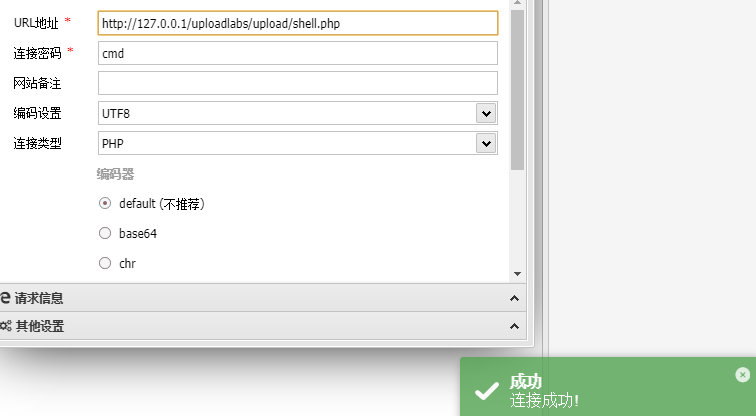 URL地址 * http://127.0.0.1/uploadlabs/upload/shell.php
连接密码 * cmd
网站备注
编码设置 UTF8
连接类型 PHP
编码器
default (不推荐)
base64
chr
请求信息
其他设置
成功
连接成功!